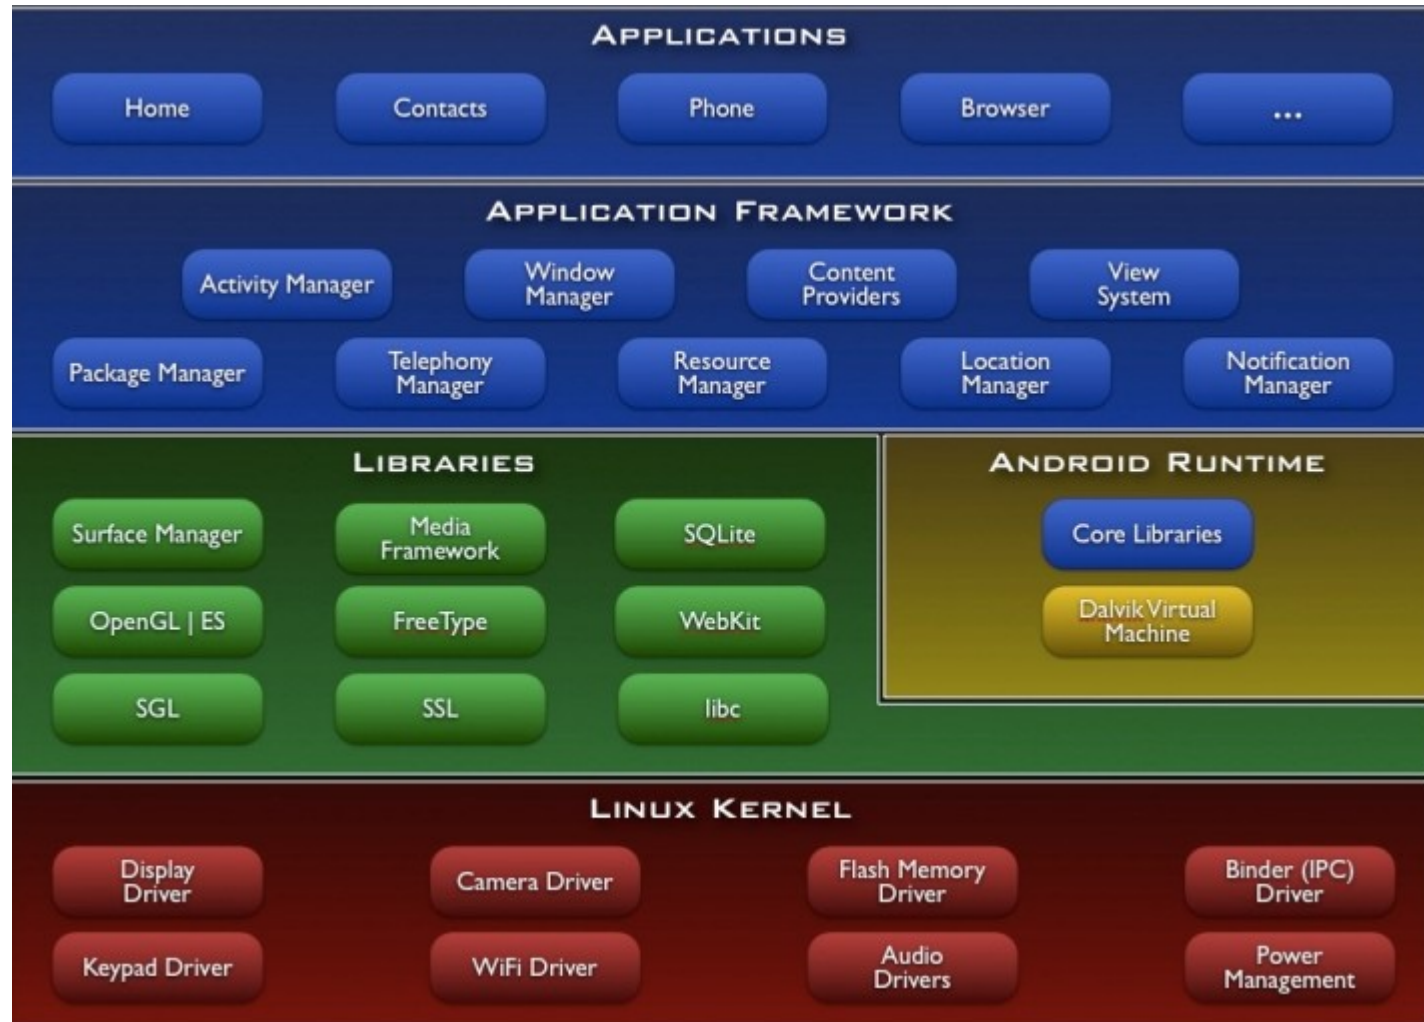 APPLICATIONS
Home
Contacts
Phone
Browser
...
APPLICATION FRAMEWORK
Activity Manager
Window
Manager
Content
Providers
View
System
Package Manager
Telephony
Manager
Resource
Manager
Location
Manager
Notification
Manager
LIBRARIES
Surface Manager
Media
Framework
SQLite
OpenGL | ES
FreeType
WebKit
SGL
SSL
libc
ANDROID RUNTIME
Core Libraries
Dalvik Virtual
Machine
LINUX KERNEL
Display
Driver
Camera Driver
Flash Memory
Driver
Binder (IPC)
Driver
Keypad Driver
WiFi Driver
Audio
Drivers
Power
Management